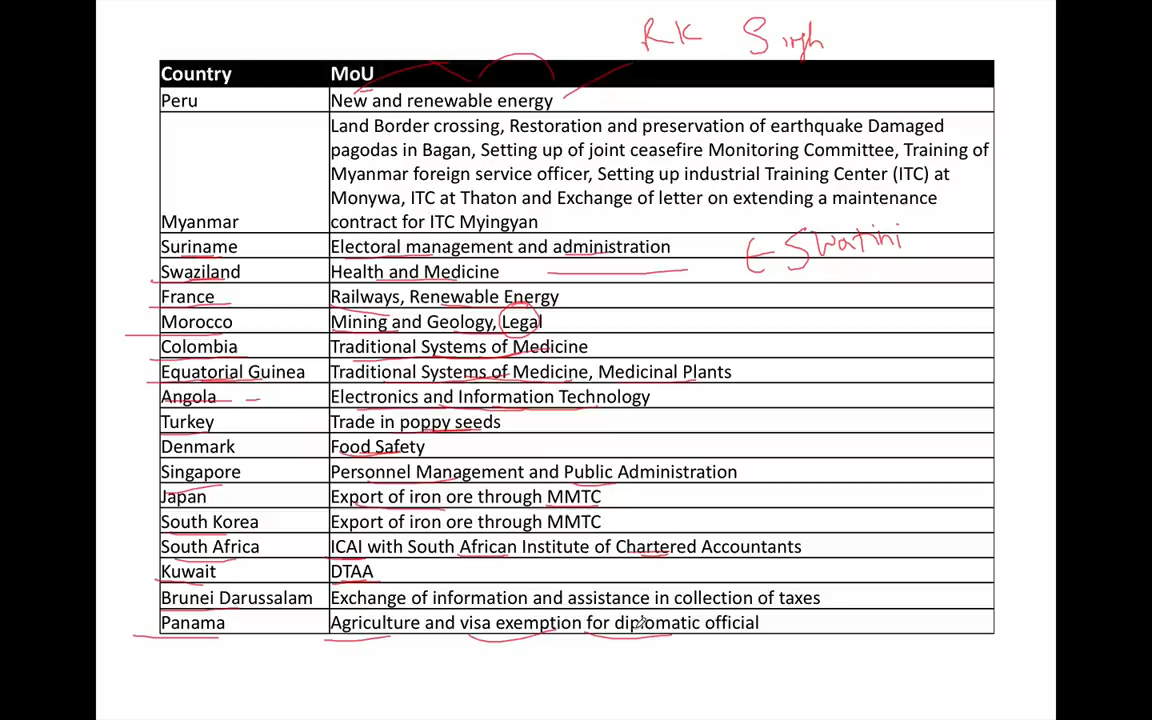 RK Singh
Country MoU
Peru New and renewable energy
Land Border crossing, Restoration and preservation of earthquake Damaged
pagodas in Bagan, Setting up of joint ceasefire Monitoring Committee, Training of
Myanmar foreign service officer, Setting up industrial Training Center (ITC) at
Monywa, ITC at Thaton and Exchange of letter on extending a maintenance
Myanmar contract for ITC Myingyan
Suriname Electoral management and administration
ESwatini
Swaziland Health and Medicine
France Railways, Renewable Energy
Morocco Mining and Geology, Legal
Colombia Traditional Systems of Medicine
Equatorial Guinea Traditional Systems of Medicine, Medicinal Plants
Angola Electronics and Information Technology
Turkey Trade in poppy seeds
Denmark Food Safety
Singapore Personnel Management and Public Administration
Japan Export of iron ore through MMTC
South Korea Export of iron ore through MMTC
South Africa ICAI with South African Institute of Chartered Accountants
Kuwait DTAA
Brunei Darussalam Exchange of information and assistance in collection of taxes
Panama Agriculture and visa exemption for diplomatic official